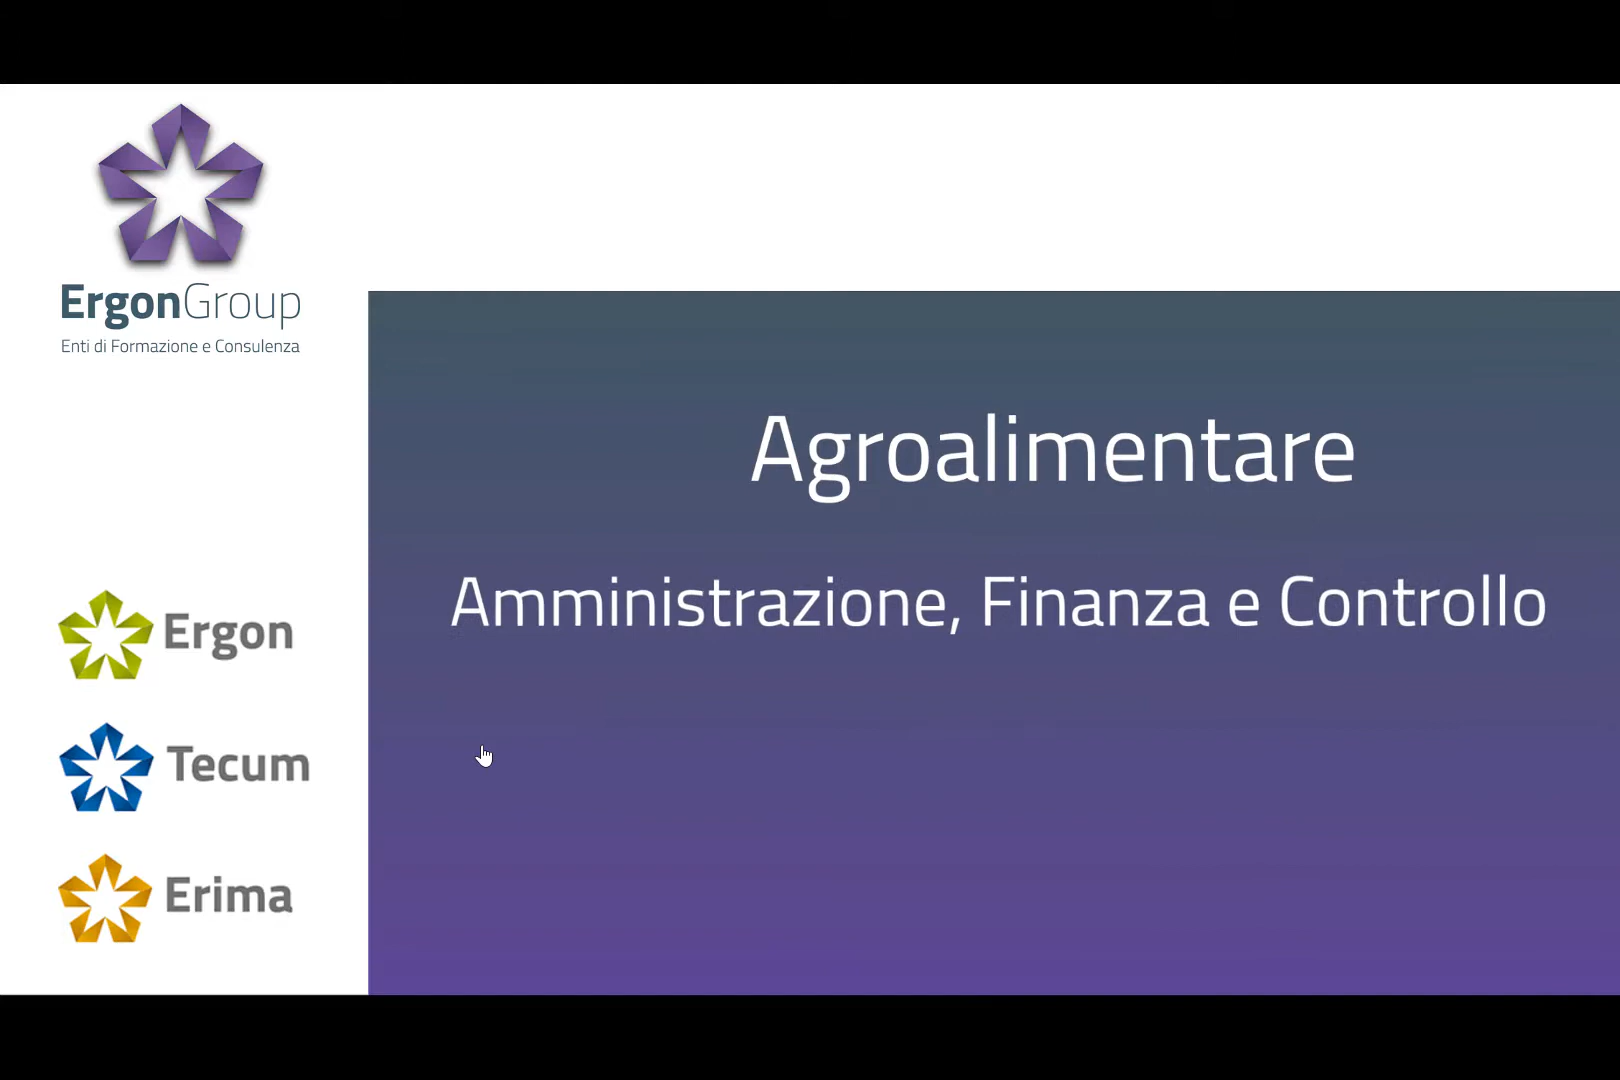 ErgonGroup
Enti di Formazione e Consulenza
Agroalimentare
Amministrazione, Finanza e Controllo
Ergon
Tecum
Erima